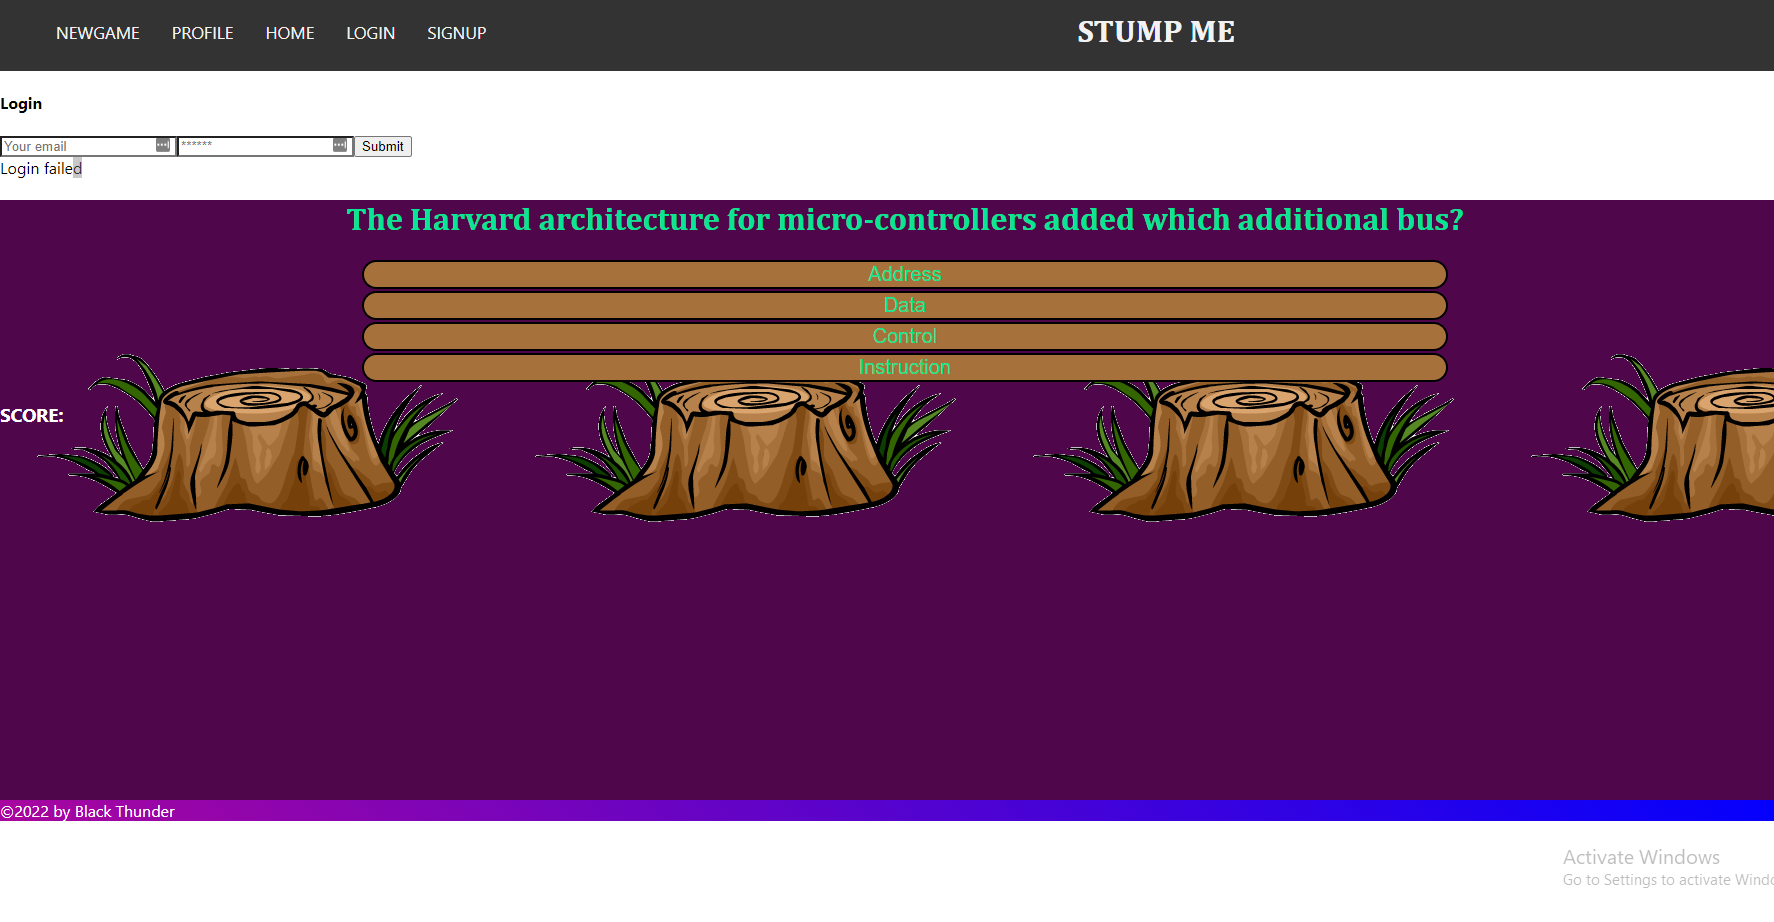 NEWGAME PROFILE HOME LOGIN SIGNUP STUMP ME
Login
Your email ****** Submit
Login failed
The Harvard architecture for micro-controllers added which additional bus?
Address
Data
Control
Instruction
SCORE:
©2022 by Black Thunder
Activate Windows
Go to Settings to activate